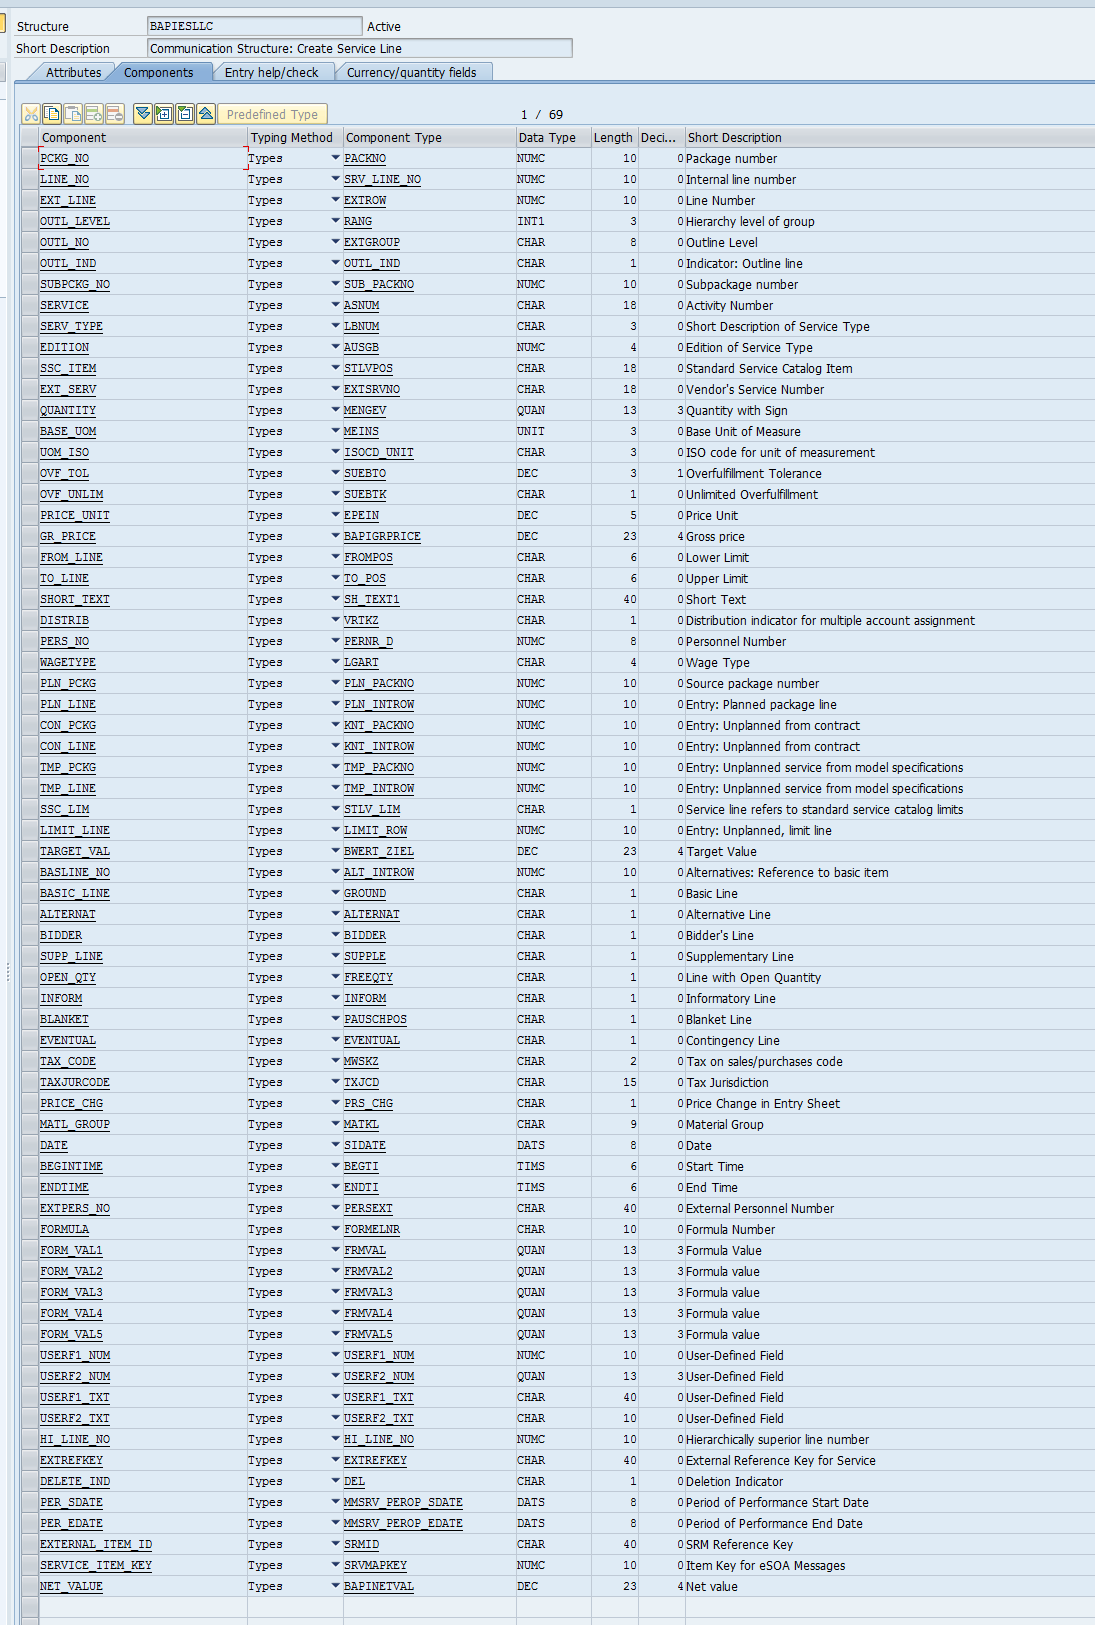 Structure BAPIESLLC Active
Short Description Communication Structure: Create Service Line
Attributes Components Entry help/check Currency/quantity fields
Predefined Type 1 / 69
Component Typing Method Component Type Data Type Length Deci... Short Description
PCKG_NO Types PACKNO NUMC 10 0 Package number
LINE_NO Types SRV_LINE_NO NUMC 10 0 Internal line number
EXT_LINE Types EXTROW NUMC 10 0 Line Number
OUTL_LEVEL Types RANG INT1 3 0 Hierarchy level of group
OUTL_NO Types EXTGROUP CHAR 8 0 Outline Level
OUTL_IND Types OUTL_IND CHAR 1 0 Indicator: Outline line
SUBPCKG_NO Types SUB_PACKNO NUMC 10 0 Subpackage number
SERVICE Types ASNUM CHAR 18 0 Activity Number
SERV_TYPE Types LBNUM CHAR 3 0 Short Description of Service Type
EDITION Types AUSGB NUMC 4 0 Edition of Service Type
SSC_ITEM Types STLVPOS CHAR 18 0 Standard Service Catalog Item
EXT_SERV Types EXTSRVNO CHAR 18 0 Vendor's Service Number
QUANTITY Types MENGEV QUAN 13 3 Quantity with Sign
BASE_UOM Types MEINS UNIT 3 0 Base Unit of Measure
UOM_ISO Types ISOCD_UNIT CHAR 3 0 ISO code for unit of measurement
OVF_TOL Types SUEBTO DEC 3 1 Overfulfillment Tolerance
OVF_UNLIM Types SUEBTK CHAR 1 0 Unlimited Overfulfillment
PRICE_UNIT Types EPEIN DEC 5 0 Price Unit
GR_PRICE Types BAPIGRPRICE DEC 23 4 Gross price
FROM_LINE Types FROMPOS CHAR 6 0 Lower Limit
TO_LINE Types TO_POS CHAR 6 0 Upper Limit
SHORT_TEXT Types SH_TEXT1 CHAR 40 0 Short Text
DISTRIB Types VRTKZ CHAR 1 0 Distribution indicator for multiple account assignment
PERS_NO Types PERNR_D NUMC 8 0 Personnel Number
WAGETYPE Types LGART CHAR 4 0 Wage Type
PLN_PCKG Types PLN_PACKNO NUMC 10 0 Source package number
PLN_LINE Types PLN_INTROW NUMC 10 0 Entry: Planned package line
CON_PCKG Types KNT_PACKNO NUMC 10 0 Entry: Unplanned from contract
CON_LINE Types KNT_INTROW NUMC 10 0 Entry: Unplanned from contract
TMP_PCKG Types TMP_PACKNO NUMC 10 0 Entry: Unplanned service from model specifications
TMP_LINE Types TMP_INTROW NUMC 10 0 Entry: Unplanned service from model specifications
SSC_LIM Types STLV_LIM CHAR 1 0 Service line refers to standard service catalog limits
LIMIT_LINE Types LIMIT_ROW NUMC 10 0 Entry: Unplanned, limit line
TARGET_VAL Types BWERT_ZIEL DEC 23 4 Target Value
BASLINE_NO Types ALT_INTROW NUMC 10 0 Alternatives: Reference to basic item
BASIC_LINE Types GROUND CHAR 1 0 Basic Line
ALTERNAT Types ALTERNAT CHAR 1 0 Alternative Line
BIDDER Types BIDDER CHAR 1 0 Bidder's Line
SUPP_LINE Types SUPPLE CHAR 1 0 Supplementary Line
OPEN_QTY Types FREEQTY CHAR 1 0 Line with Open Quantity
INFORM Types INFORM CHAR 1 0 Informatory Line
BLANKET Types PAUSCHPOS CHAR 1 0 Blanket Line
EVENTUAL Types EVENTUAL CHAR 1 0 Contingency Line
TAX_CODE Types MWSKZ CHAR 2 0 Tax on sales/purchases code
TAXJURCODE Types TXJCD CHAR 15 0 Tax Jurisdiction
PRICE_CHG Types PRS_CHG CHAR 1 0 Price Change in Entry Sheet
MATL_GROUP Types MATKL CHAR 9 0 Material Group
DATE Types SIDATE DATS 8 0 Date
BEGINTIME Types BEGTI TIMS 6 0 Start Time
ENDTIME Types ENDTI TIMS 6 0 End Time
EXTPERS_NO Types PERSEXT CHAR 40 0 External Personnel Number
FORMULA Types FORMELNR CHAR 10 0 Formula Number
FORM_VAL1 Types FRMVAL QUAN 13 3 Formula Value
FORM_VAL2 Types FRMVAL2 QUAN 13 3 Formula value
FORM_VAL3 Types FRMVAL3 QUAN 13 3 Formula value
FORM_VAL4 Types FRMVAL4 QUAN 13 3 Formula value
FORM_VAL5 Types FRMVAL5 QUAN 13 3 Formula value
USERF1_NUM Types USERF1_NUM NUMC 10 0 User-Defined Field
USERF2_NUM Types USERF2_NUM QUAN 13 3 User-Defined Field
USERF1_TXT Types USERF1_TXT CHAR 40 0 User-Defined Field
USERF2_TXT Types USERF2_TXT CHAR 10 0 User-Defined Field
HI_LINE_NO Types HI_LINE_NO NUMC 10 0 Hierarchically superior line number
EXTREFKEY Types EXTREFKEY CHAR 40 0 External Reference Key for Service
DELETE_IND Types DEL CHAR 1 0 Deletion Indicator
PER_SDATE Types MMSRV_PEROP_SDATE DATS 8 0 Period of Performance Start Date
PER_EDATE Types MMSRV_PEROP_EDATE DATS 8 0 Period of Performance End Date
EXTERNAL_ITEM_ID Types SRMID CHAR 40 0 SRM Reference Key
SERVICE_ITEM_KEY Types SRVMAPKEY NUMC 10 0 Item Key for eSOA Messages
NET_VALUE Types BAPINETVAL DEC 23 4 Net value